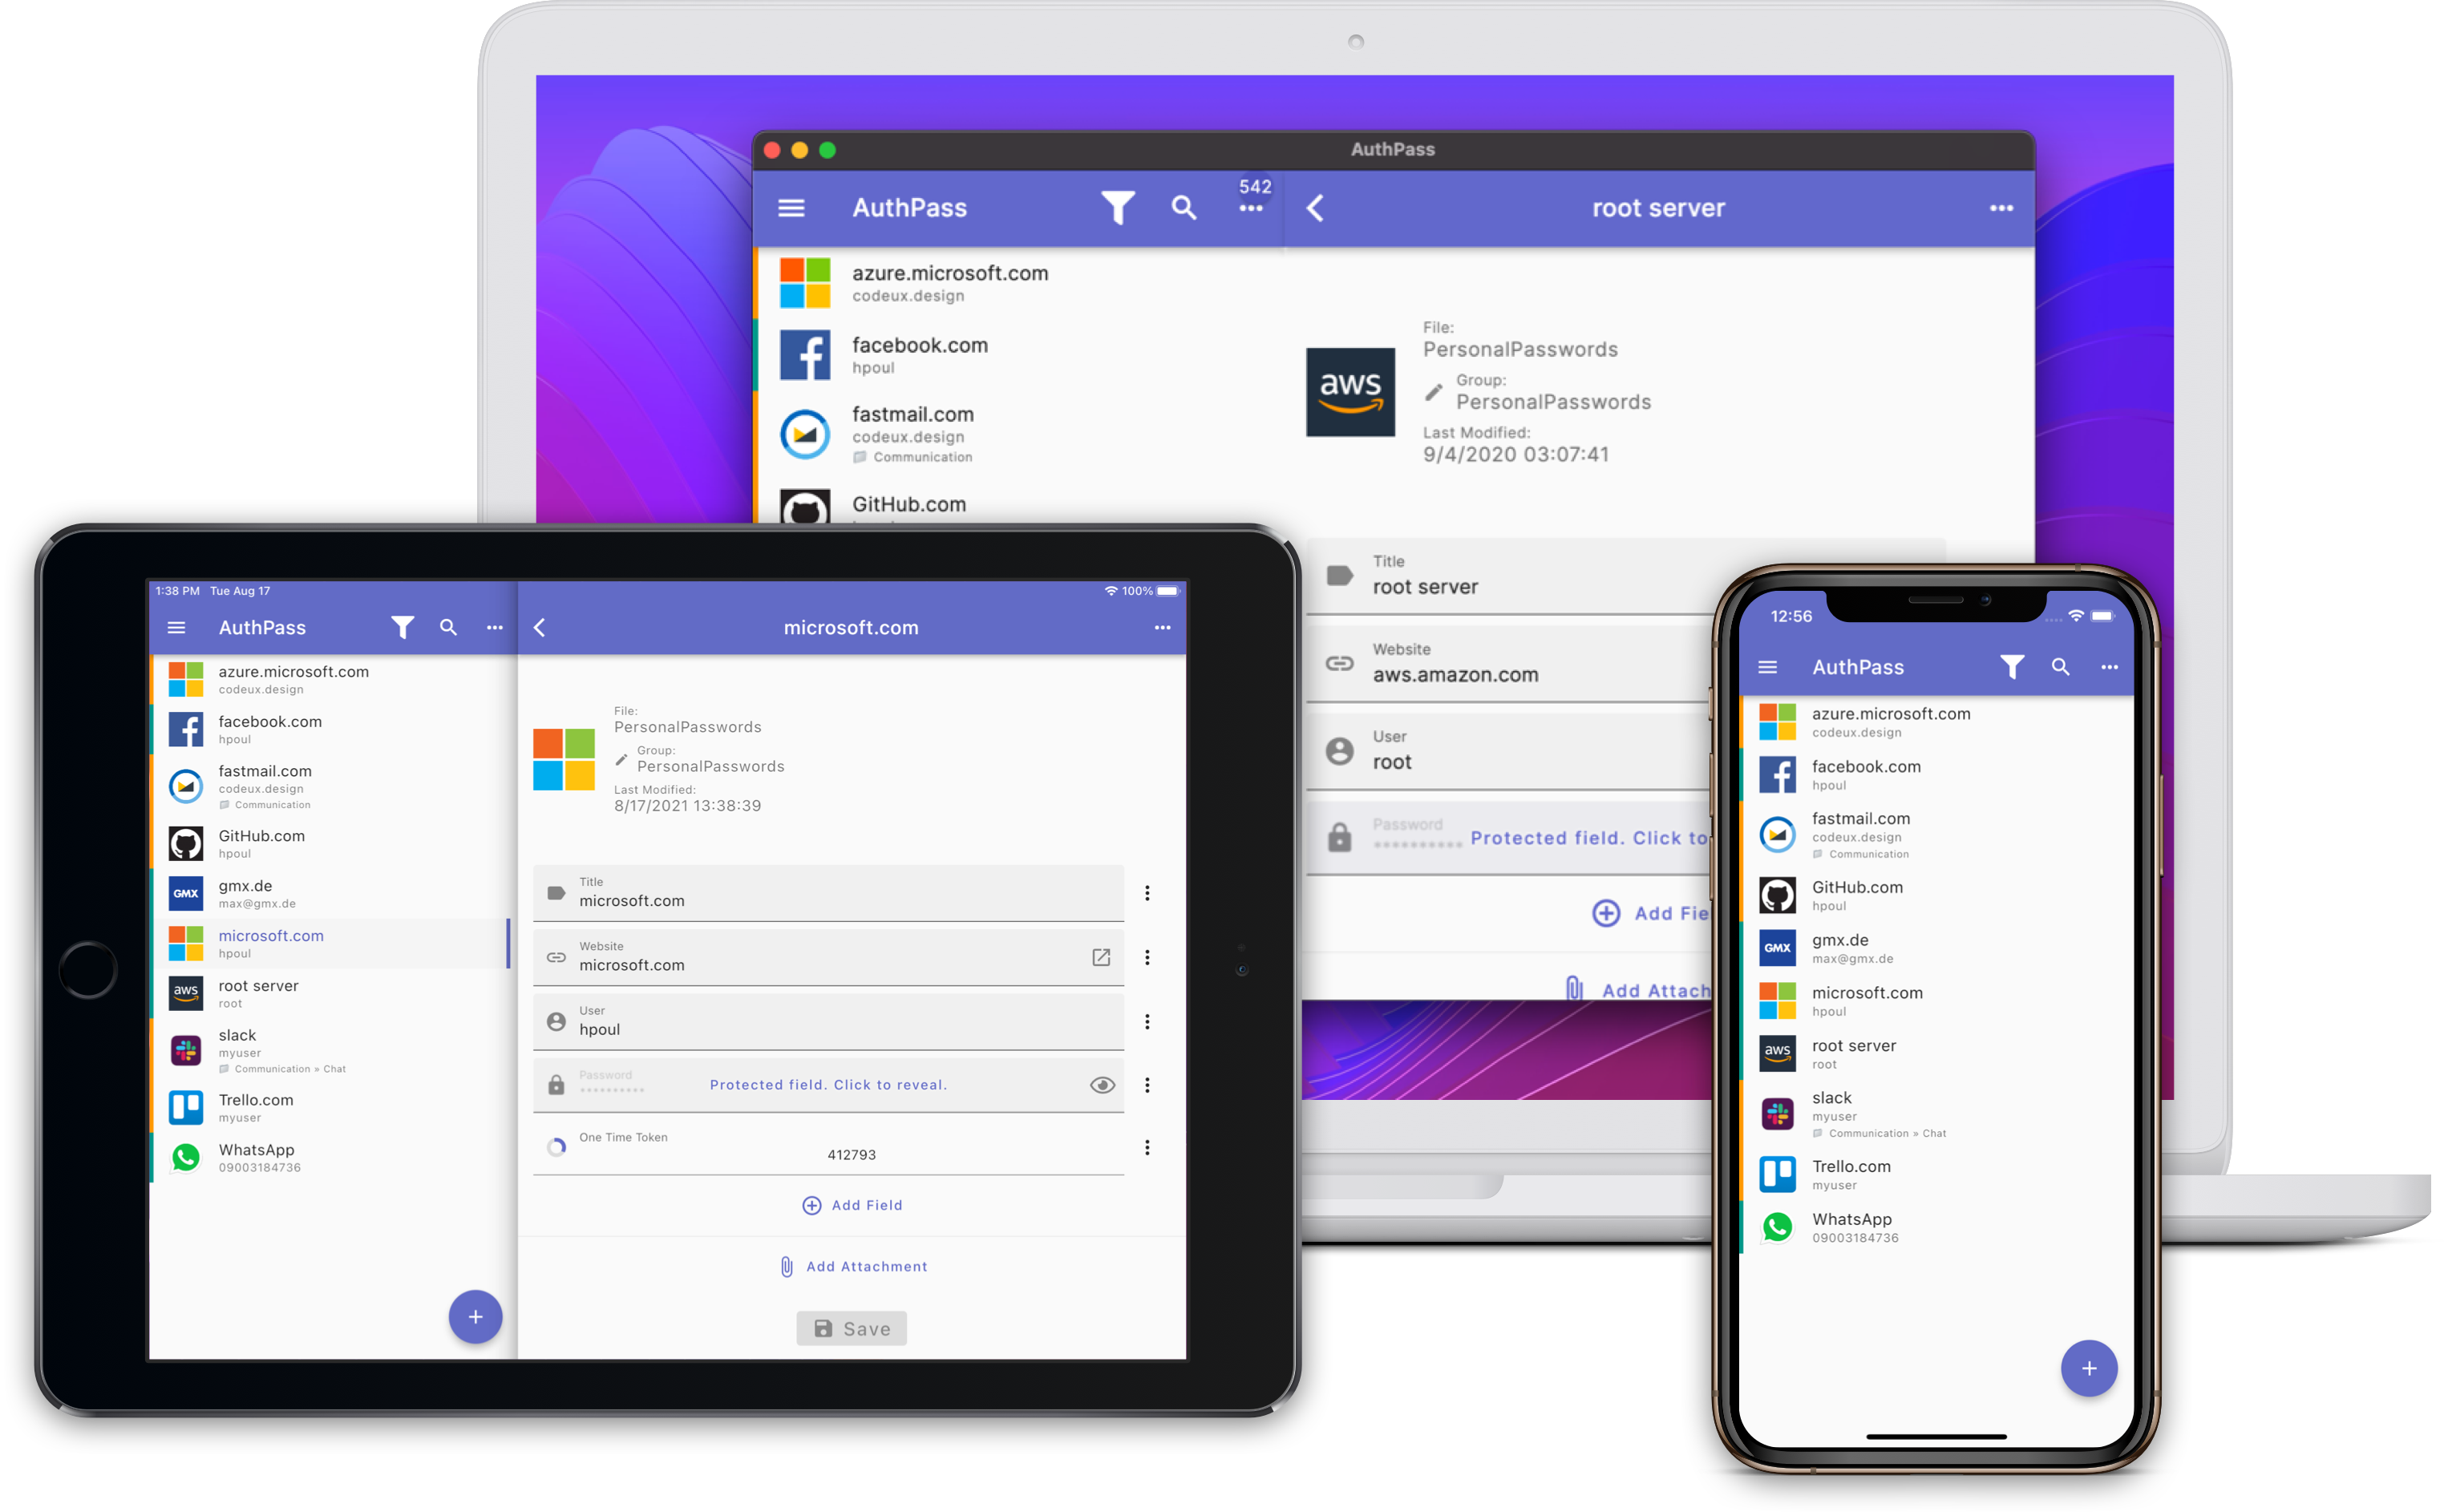 AuthPass
AuthPass
542
root server
azure.microsoft.com
codeux.design
facebook.com
hpoul
fastmail.com
codeux.design
Communication
GitHub.com
File:
PersonalPasswords
aws
Group:
PersonalPasswords
Last Modified:
9/4/2020 03:07:41
Title
root server
Website
aws.amazon.com
User
root
Password
Protected field. Click to
Add Fie
Add Attach
1:38 PM Tue Aug 17
100%
AuthPass
microsoft.com
azure.microsoft.com
codeux.design
facebook.com
hpoul
fastmail.com
codeux.design
Communication
GitHub.com
hpoul
GMX
gmx.de
max@gmx.de
microsoft.com
hpoul
aws
root server
root
slack
myuser
Communication » Chat
Trello.com
myuser
WhatsApp
09003184736
File:
PersonalPasswords
Group:
PersonalPasswords
Last Modified:
8/17/2021 13:38:39
Title
microsoft.com
Website
microsoft.com
User
hpoul
Password
Protected field. Click to reveal.
One Time Token
412793
Add Field
Add Attachment
Save
12:56
AuthPass
azure.microsoft.com
codeux.design
facebook.com
hpoul
fastmail.com
codeux.design
Communication
GitHub.com
hpoul
GMX
gmx.de
max@gmx.de
microsoft.com
hpoul
aws
root server
root
slack
myuser
Communication » Chat
Trello.com
myuser
WhatsApp
09003184736